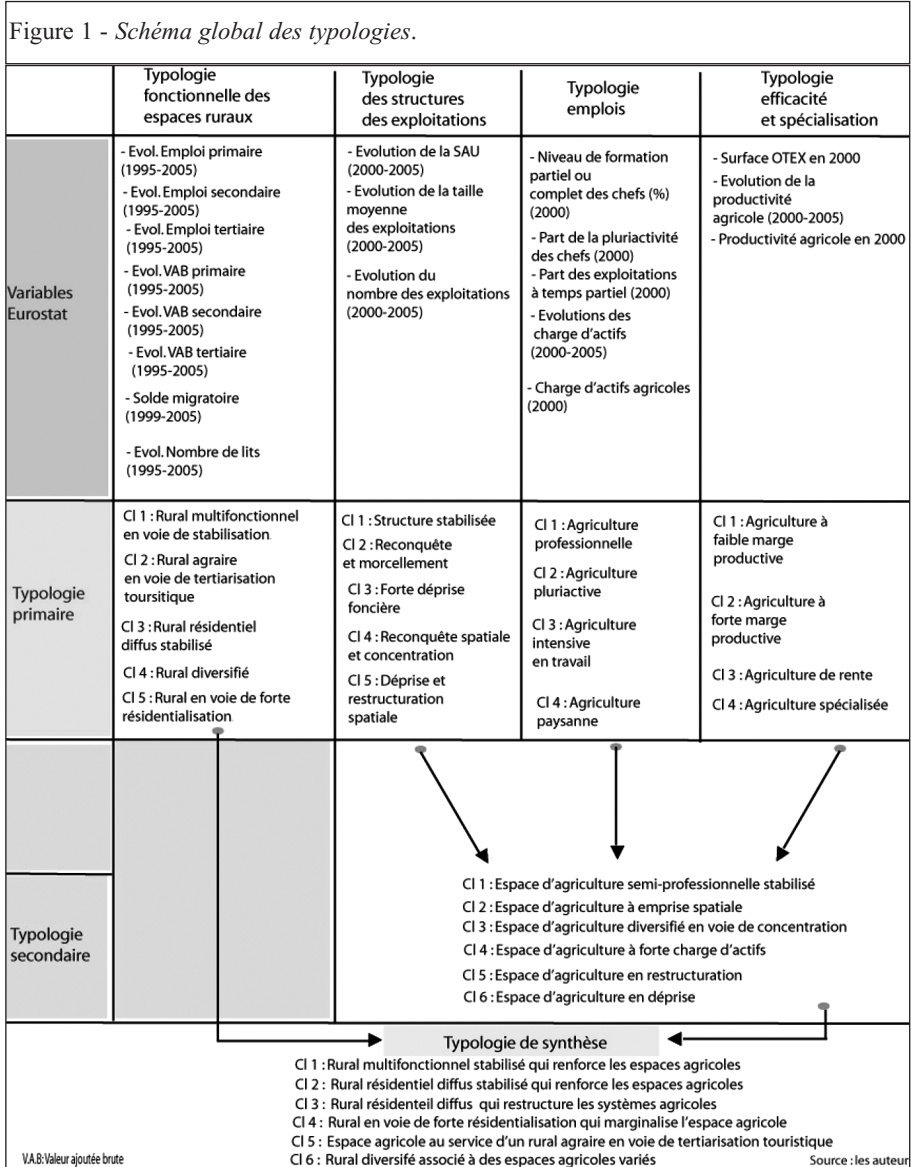 Figure 1 - Schéma global des typologies.
Typologie
fonctionnelle des
espaces ruraux
Typologie
des structures
des exploitations
Typologie
emplois
Typologie
efficacité
et spécialisation
Variables
Eurostat
- Evol. Emploi primaire
(1995-2005)
- Evol. Emploi secondaire
(1995-2005)
- Evol. Emploi tertiaire
(1995-2005)
- Evol. VAB primaire
(1995-2005)
- Evol. VAB secondaire
(1995-2005)
- Evol. VAB tertiaire
(1995-2005)
- Solde migratoire
(1999-2005)
- Evol. Nombre de lits
(1995-2005)
- Evolution de la SAU
(2000-2005)
- Evolution de la taille
moyenne
des exploitations
(2000-2005)
- Evolution du
nombre des exploitations
(2000-2005)
- Niveau de formation
partiel ou
complet des chefs (%)
(2000)
- Part de la pluriactivité
des chefs (2000)
- Part des exploitations
à temps partiel (2000)
- Evolutions des
charge d'actifs
(2000-2005)
- Charge d'actifs agricoles
(2000)
- Surface OTEX en 2000
- Evolution de la
productivité
agricole (2000-2005)
- Productivité agricole en 2000
Typologie
primaire
Cl 1 : Rural multifonctionnel
en voie de stabilisation
Cl 2 : Rural agraire
en voie de tertiarisation
toursitique
Cl 3 : Rural résidentiel
diffus stabilisé
Cl 4 : Rural diversifié
Cl 5 : Rural en voie de forte
résidentialisation
Cl 1 : Structure stabilisée
Cl 2 : Reconquête
et morcellement
Cl 3 : Forte déprise
foncière
Cl 4 : Reconquête spatiale
et concentration
Cl 5 : Déprise et
restructuration
spatiale
Cl 1 : Agriculture
professionnelle
Cl 2 : Agriculture
pluriactive
Cl 3 : Agriculture
intensive
en travail
Cl 4 : Agriculture
paysanne
Cl 1 : Agriculture à
faible marge
productive
Cl 2 : Agriculture à
forte marge
productive
Cl 3 : Agriculture de rente
Cl 4 : Agriculture spécialisée
Typologie
secondaire
Cl 1 : Espace d'agriculture semi-professionnelle stabilisé
Cl 2 : Espace d'agriculture à emprise spatiale
Cl 3 : Espace d'agriculture diversifié en voie de concentration
Cl 4 : Espace d'agriculture à forte charge d'actifs
Cl 5 : Espace d'agriculture en restructuration
Cl 6 : Espace d'agriculture en déprise
Typologie de synthèse
Cl 1 : Rural multifonctionnel stabilisé qui renforce les espaces agricoles
Cl 2 : Rural résidentiel diffus stabilisé qui renforce les espaces agricoles
Cl 3 : Rural résidenteil diffus qui restructure les systèmes agricoles
Cl 4 : Rural en voie de forte résidentialisation qui marginalise l'espace agricole
Cl 5 : Espace agricole au service d'un rural agraire en voie de tertiarisation touristique
Cl 6 : Rural diversifié associé à des espaces agricoles variés
V.A.B: Valeur ajoutée brute
Source : les auteur